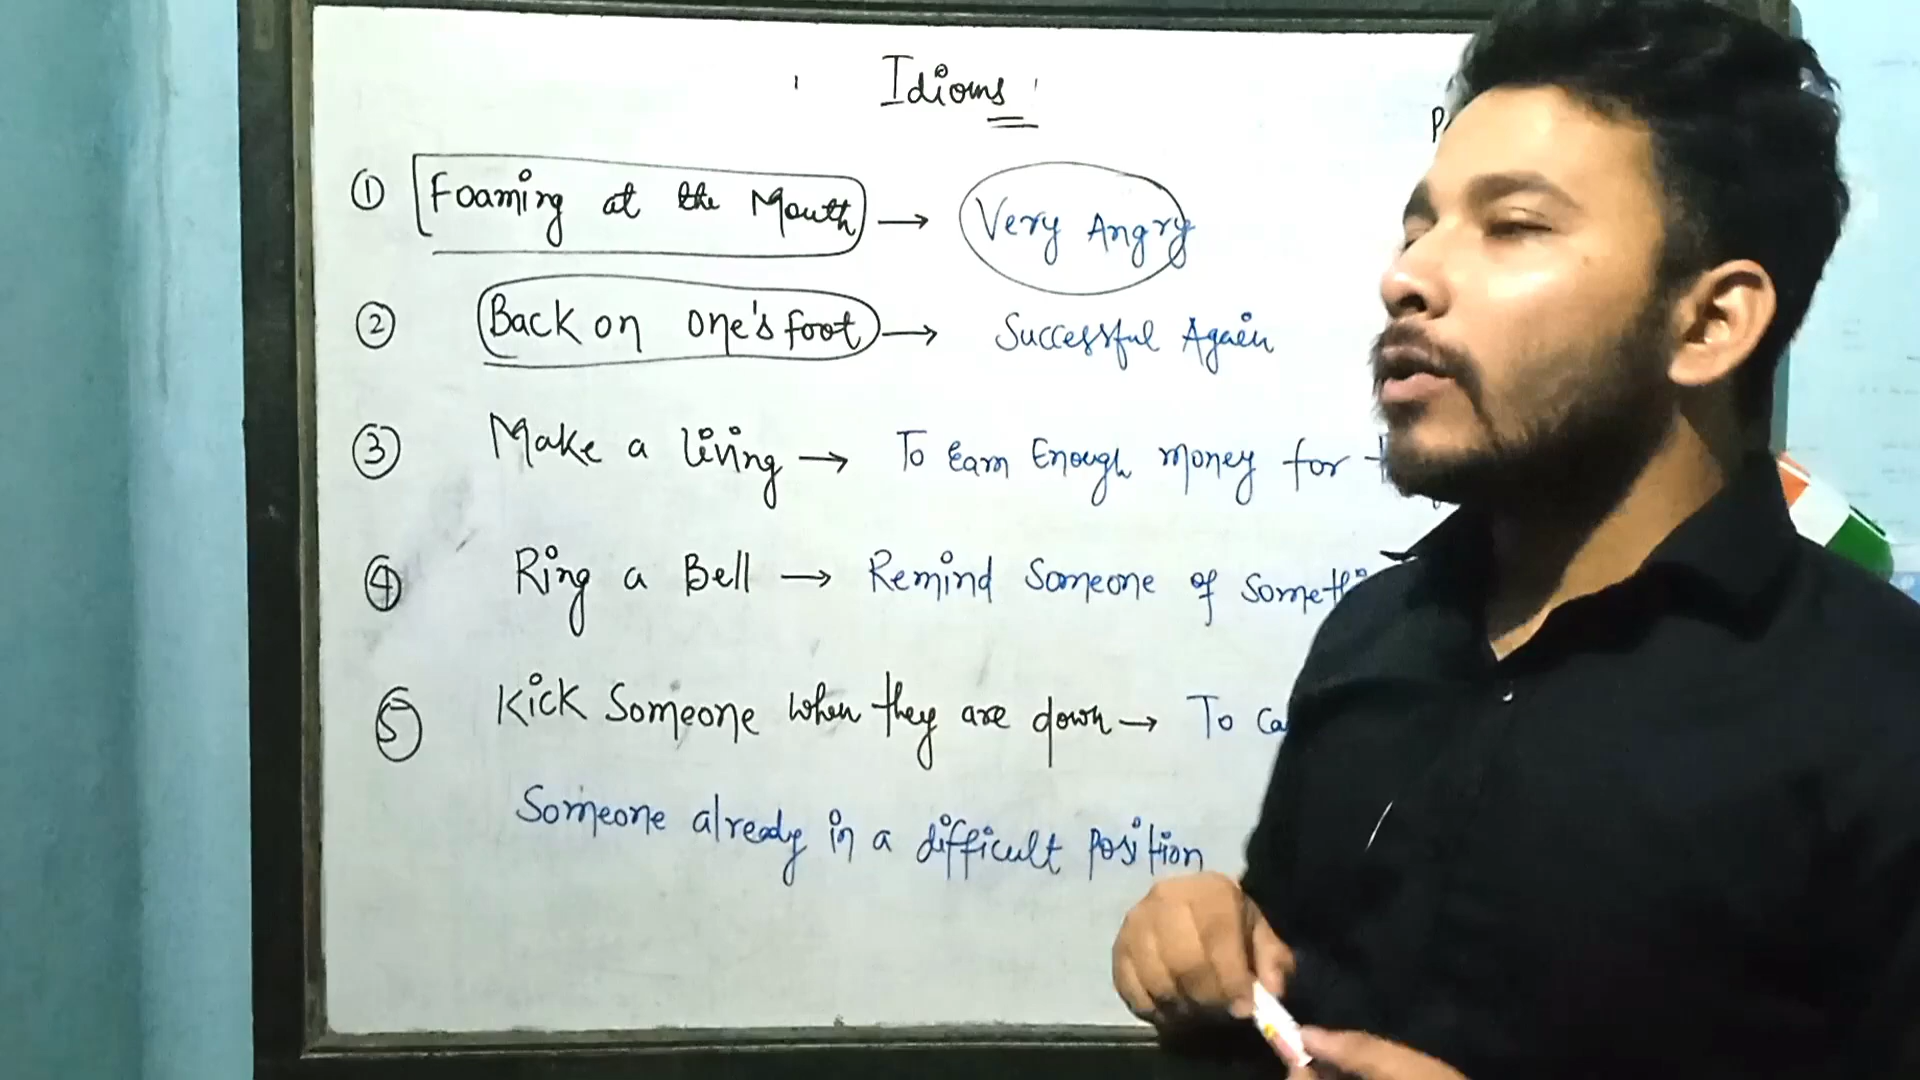 Idioms
① Foaming at the Mouth → Very Angry
② Back on one's foot → Successful Again
③ Make a living → To Earn Enough money for
④ Ring a Bell → Remind Someone of
⑤ Kick Someone when they are down → To
Someone already in a difficult Position